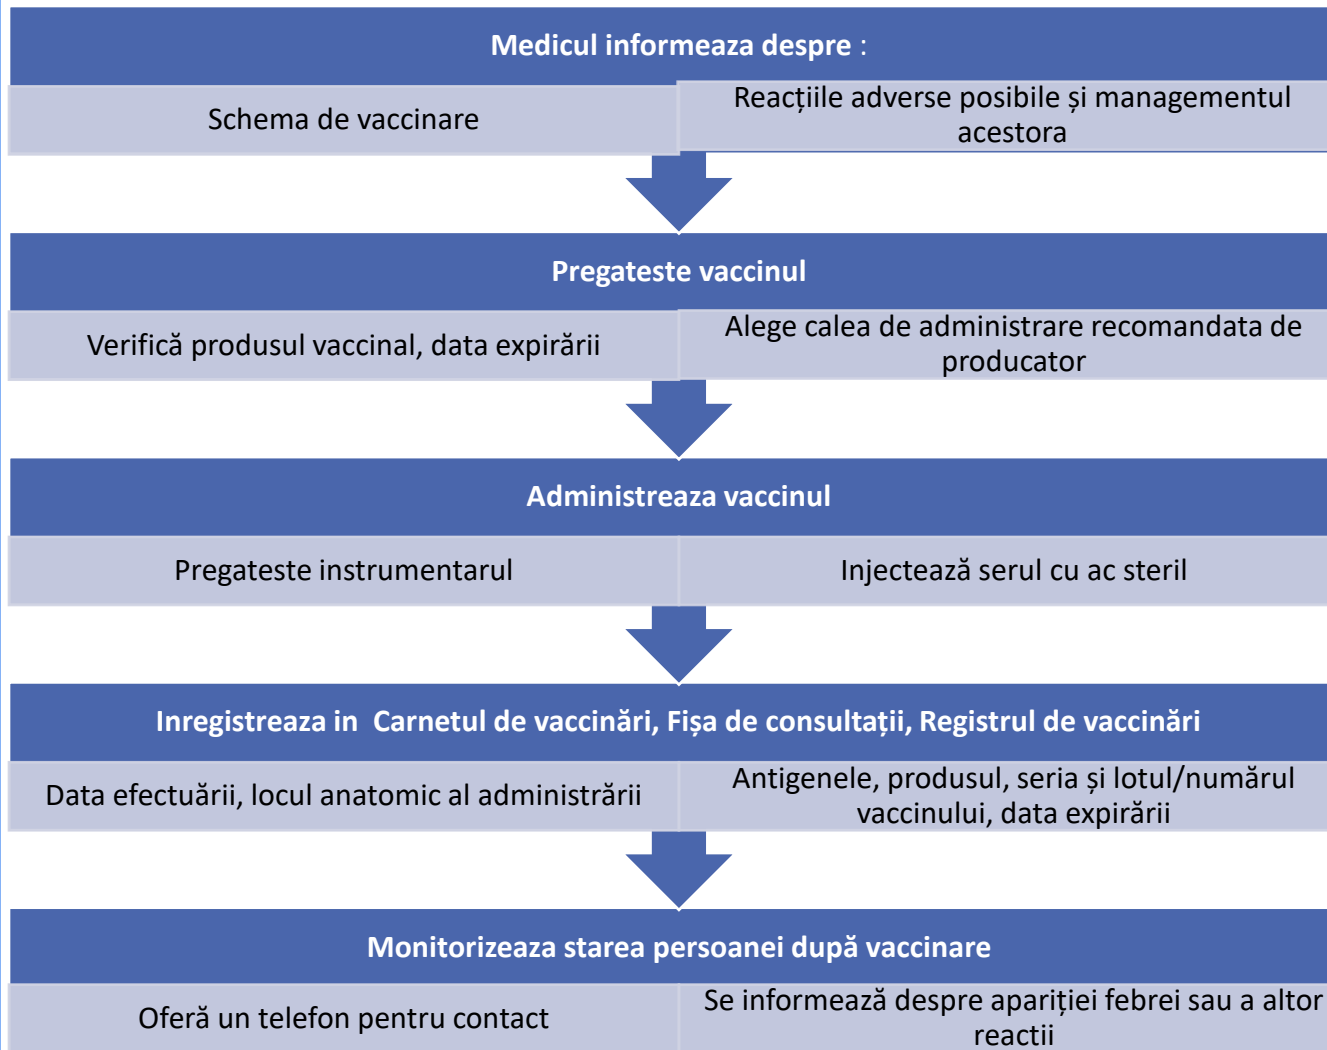 Medicul informeaza despre :
Schema de vaccinare
Reacțiile adverse posibile și managementul
acestora
Pregateste vaccinul
Verifică produsul vaccinal, data expirării
Alege calea de administrare recomandata de
producator
Administreaza vaccinul
Pregateste instrumentarul
Injectează serul cu ac steril
Inregistreaza in  Carnetul de vaccinări, Fișa de consultații, Registrul de vaccinări
Data efectuării, locul anatomic al administrării
Antigenele, produsul, seria și lotul/numărul
vaccinului, data expirării
Monitorizeaza starea persoanei după vaccinare
Oferă un telefon pentru contact
Se informează despre apariției febrei sau a altor
reactii